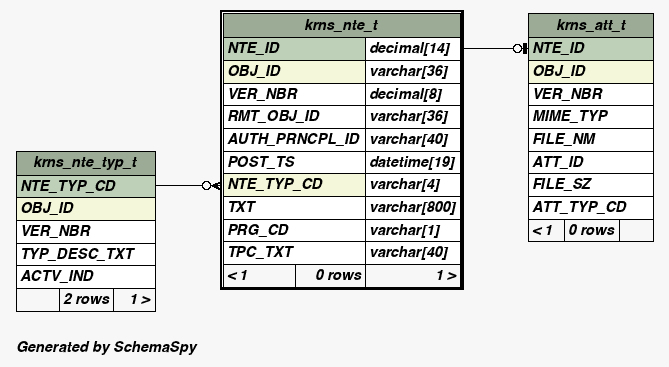 krns_nte_t
NTE_ID decimal[14]
OBJ_ID varchar[36]
VER_NBR decimal[8]
RMT_OBJ_ID varchar[36]
AUTH_PRNCPL_ID varchar[40]
POST_TS datetime[19]
NTE_TYP_CD varchar[4]
TXT varchar[800]
PRG_CD varchar[1]
TPC_TXT varchar[40]
< 1 0 rows 1 >
krns_att_t
NTE_ID
OBJ_ID
VER_NBR
MIME_TYP
FILE_NM
ATT_ID
FILE_SZ
ATT_TYP_CD
< 1 0 rows
krns_nte_typ_t
NTE_TYP_CD
OBJ_ID
VER_NBR
TYP_DESC_TXT
ACTV_IND
2 rows 1 >
Generated by SchemaSpy